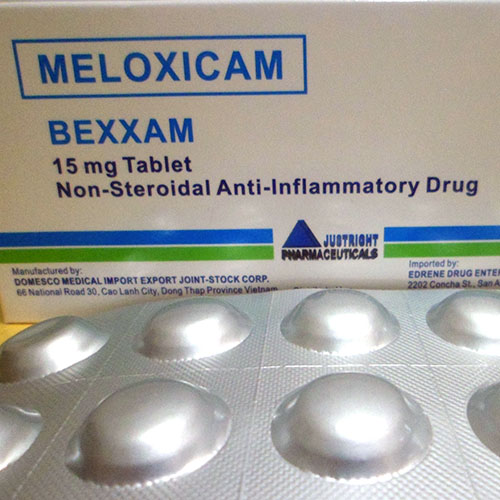 MELOXICAM
BEXXAM
15 mg Tablet
Non-Steroidal Anti-Inflammatory Drug
JUSTRIGHT
PHARMACEUTICALS
Manufactured by:
DOMESCO MEDICAL IMPORT EXPORT JOINT-STOCK CORP.
66 National Road 30, Cao Lanh City, Dong Thap Province Vietnam
Imported by:
EDRENE DRUG ENTER
2202 Concha St., San A